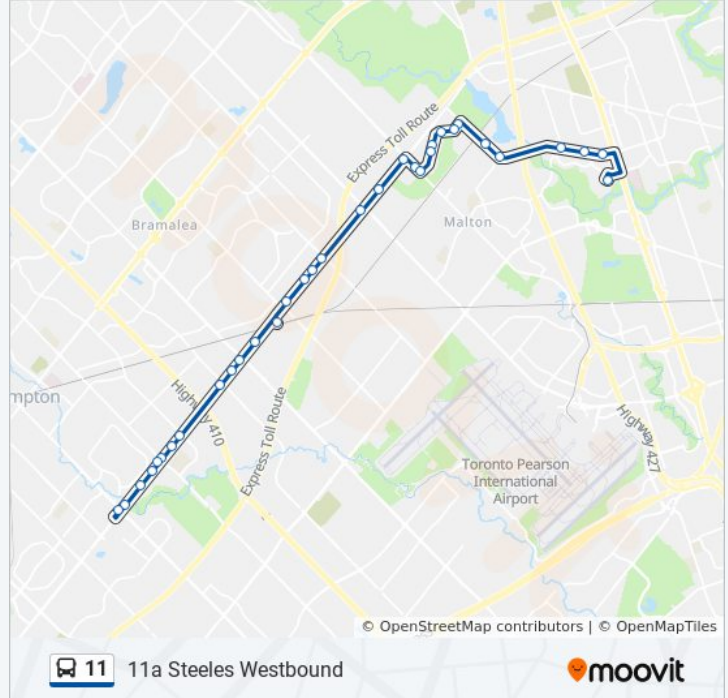 Express Toll Route
Bramalea
Malton
mpton
Highway 410
Express Toll Route
Highway 427
Toronto Pearson
International
Airport
© OpenStreetMap contributors | © OpenMapTiles
11 11a Steeles Westbound
moovit